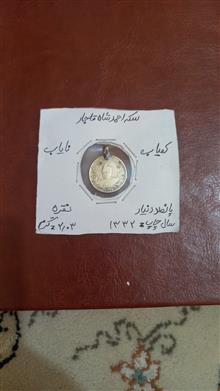 سکه احمد شاه قاجار
کمیاب نایاب
پانصد دینار نقره
سال چاپ = ۱۳۳۲ ۲/۰۳ گرم